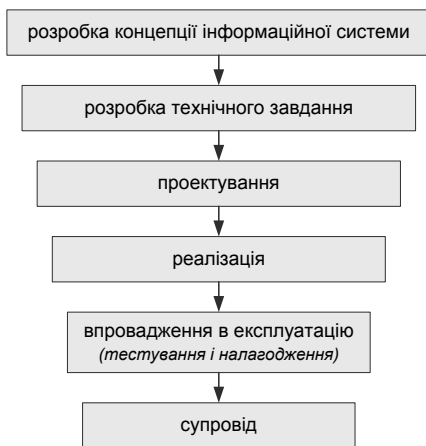 розробка концепції інформаційної системи
розробка технічного завдання
проектування
реалізація
впровадження в експлуатацію
(тестування і налагодження)
супровід